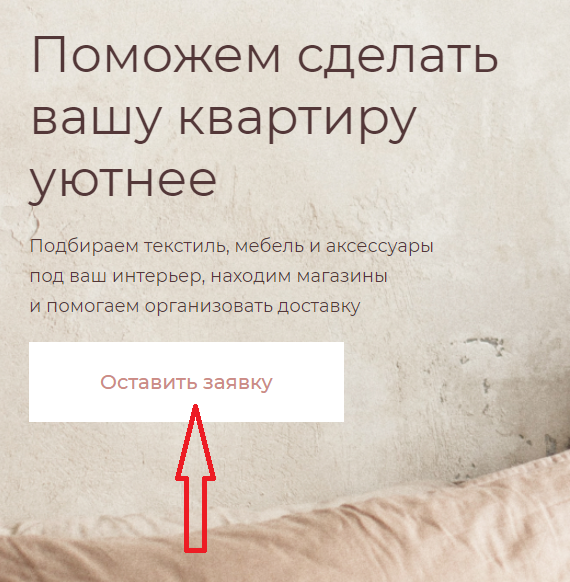 Поможем сделать
вашу квартиру
уютнее
Подбираем текстиль, мебель и аксессуары
под ваш интерьер, находим магазины
и помогаем организовать доставку
Оставить заявку